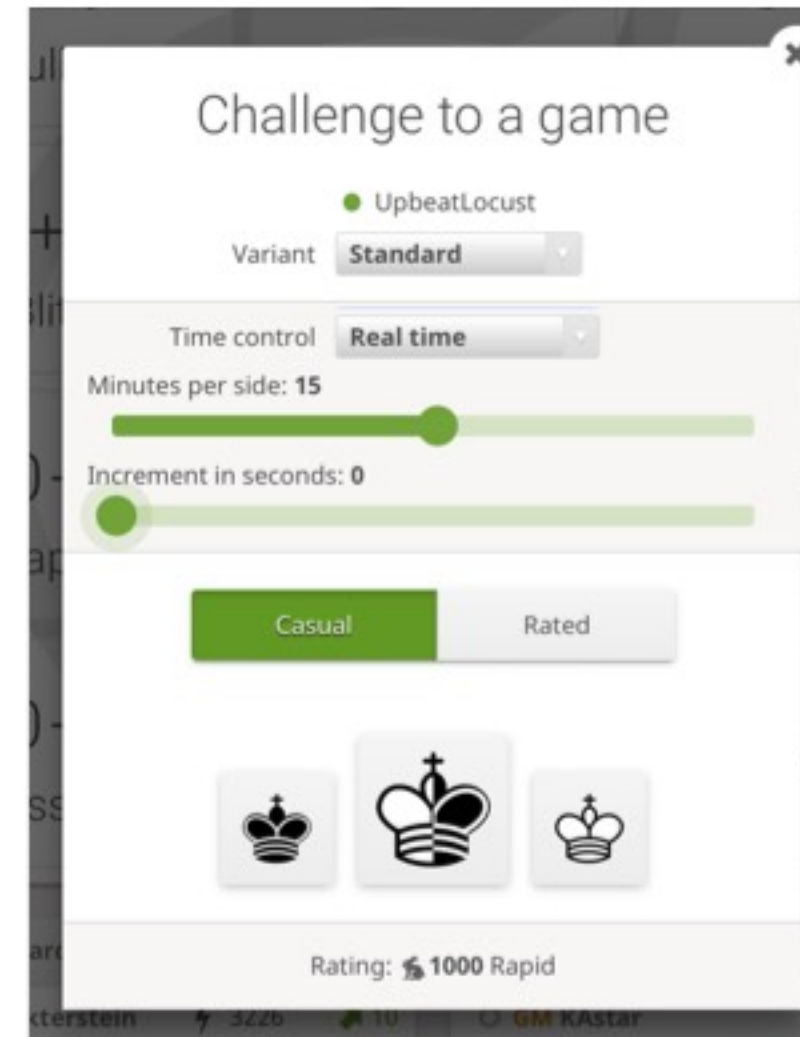 Challenge to a game
UpbeatLocust
Variant Standard
Time control Real time
Minutes per side: 15
Increment in seconds: 0
Casual Rated
Rating: 1000 Rapid
3226 10 GM KAstar